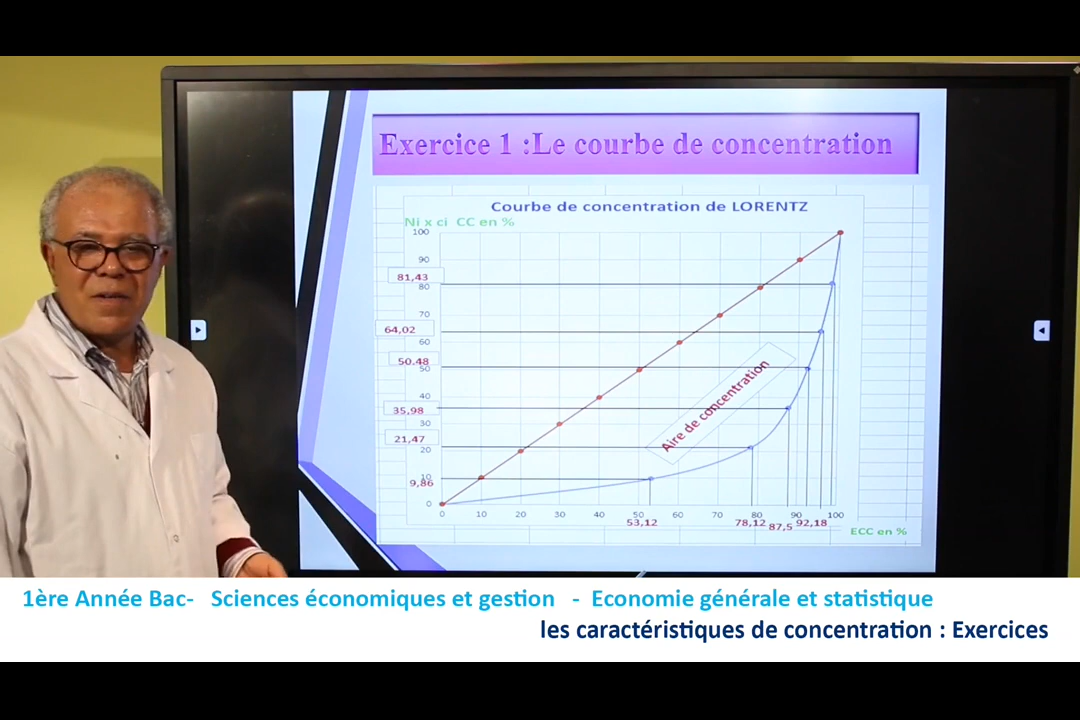 Exercice 1 :Le courbe de concentration
Courbe de concentration de LORENTZ
Ni x ci CC en %
100
90
81,43
80
70
64,02
60
50.48
50
40
35,98
30
21,47
20
10
9,86
0
0 10 20 30 40 50 60 70 80 90 100
53,12 78,12 87,5 92,18
ECC en %
Aire de concentration
1ère Année Bac- Sciences économiques et gestion - Economie générale et statistique
les caractéristiques de concentration : Exercices